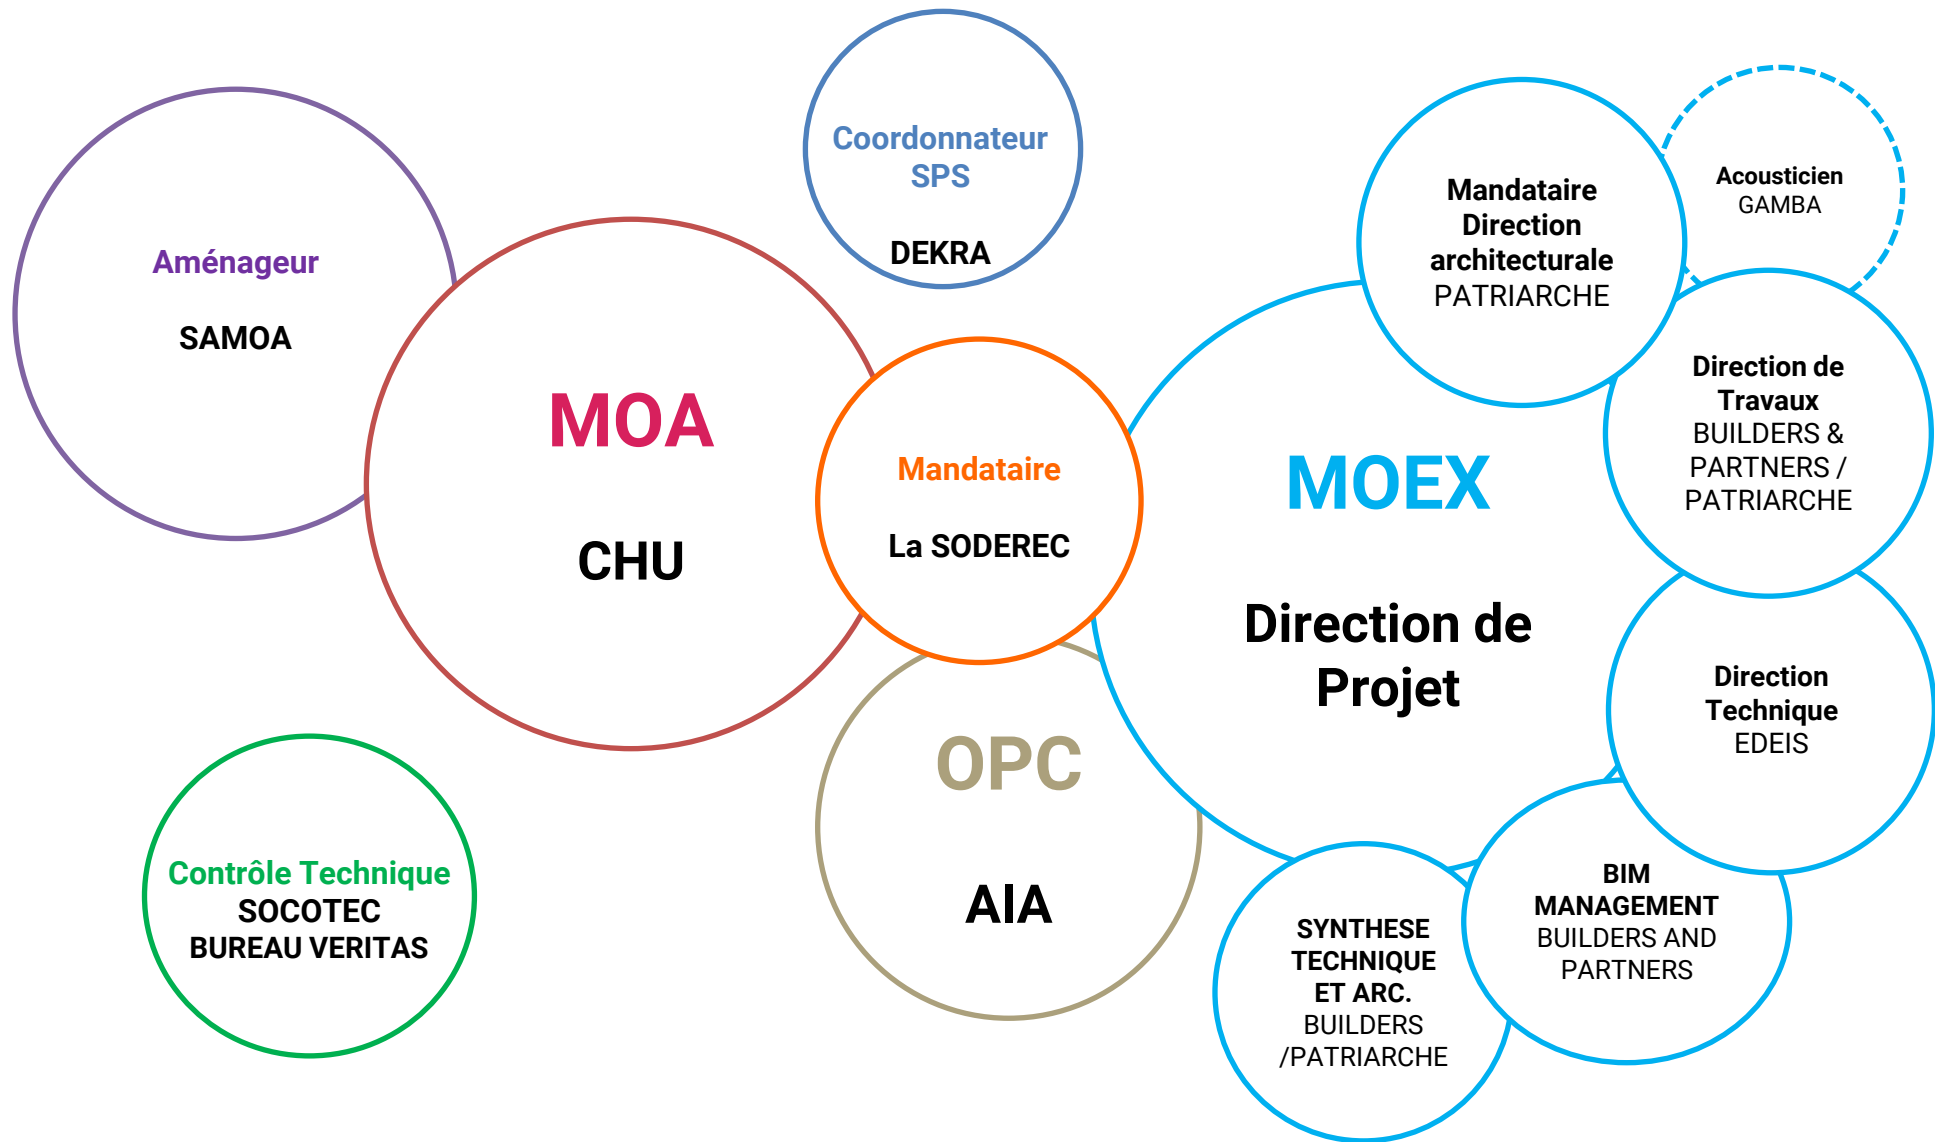 Aménageur
SAMOA
MOA
CHU
Coordonnateur
SPS
DEKRA
Mandataire
La SODEREC
OPC
AIA
Contrôle Technique
SOCOTEC
BUREAU VERITAS
MOEX
Direction de
Projet
Mandataire
Direction
architecturale
PATRIARCHE
Acousticien
GAMBA
Direction de
Travaux
BUILDERS &
PARTNERS /
PATRIARCHE
Direction
Technique
EDEIS
BIM
MANAGEMENT
BUILDERS AND
PARTNERS
SYNTHESE
TECHNIQUE
ET ARC.
BUILDERS
/PATRIARCHE